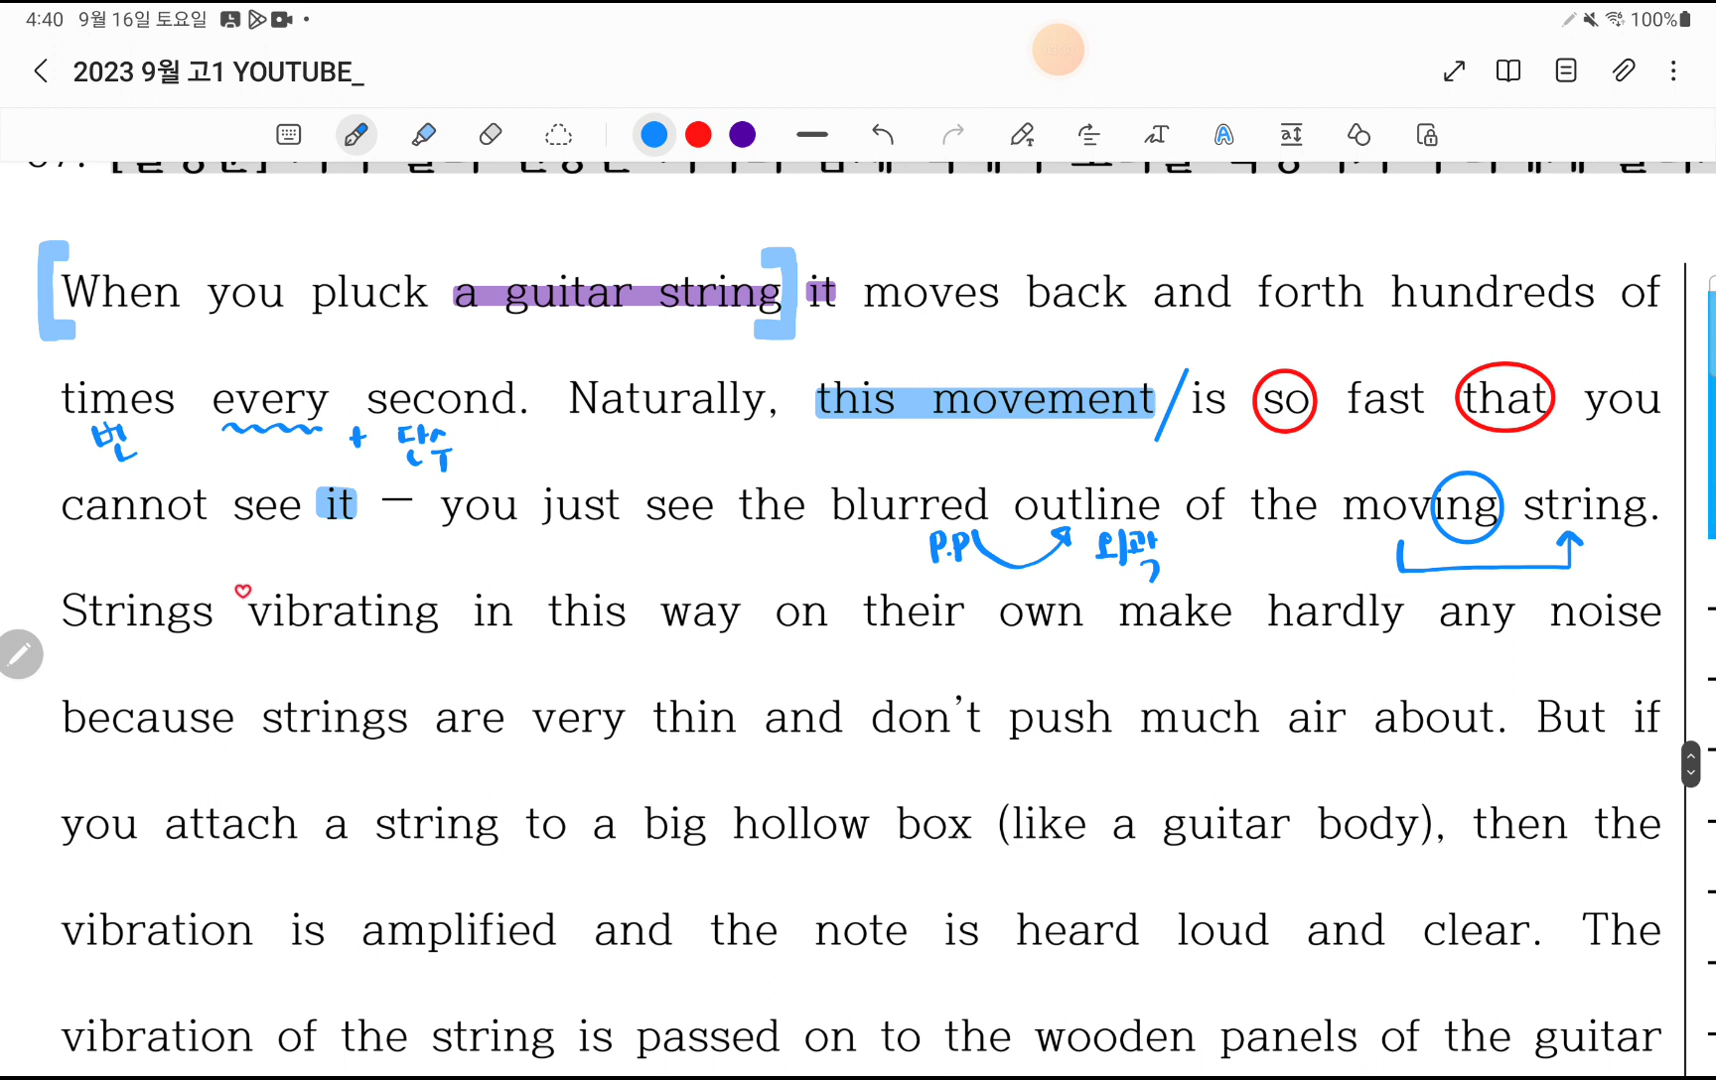 4:40 9월 16일 토요일 100%
2023 9월 고1 YOUTUBE_
When you pluck a guitar string it moves back and forth hundreds of
times every second. Naturally, this movement / is so fast that you
번 + 단수
cannot see it — you just see the blurred outline of the moving string.
p.p 외곽
Strings vibrating in this way on their own make hardly any noise
because strings are very thin and don't push much air about. But if
you attach a string to a big hollow box (like a guitar body), then the
vibration is amplified and the note is heard loud and clear. The
vibration of the string is passed on to the wooden panels of the guitar